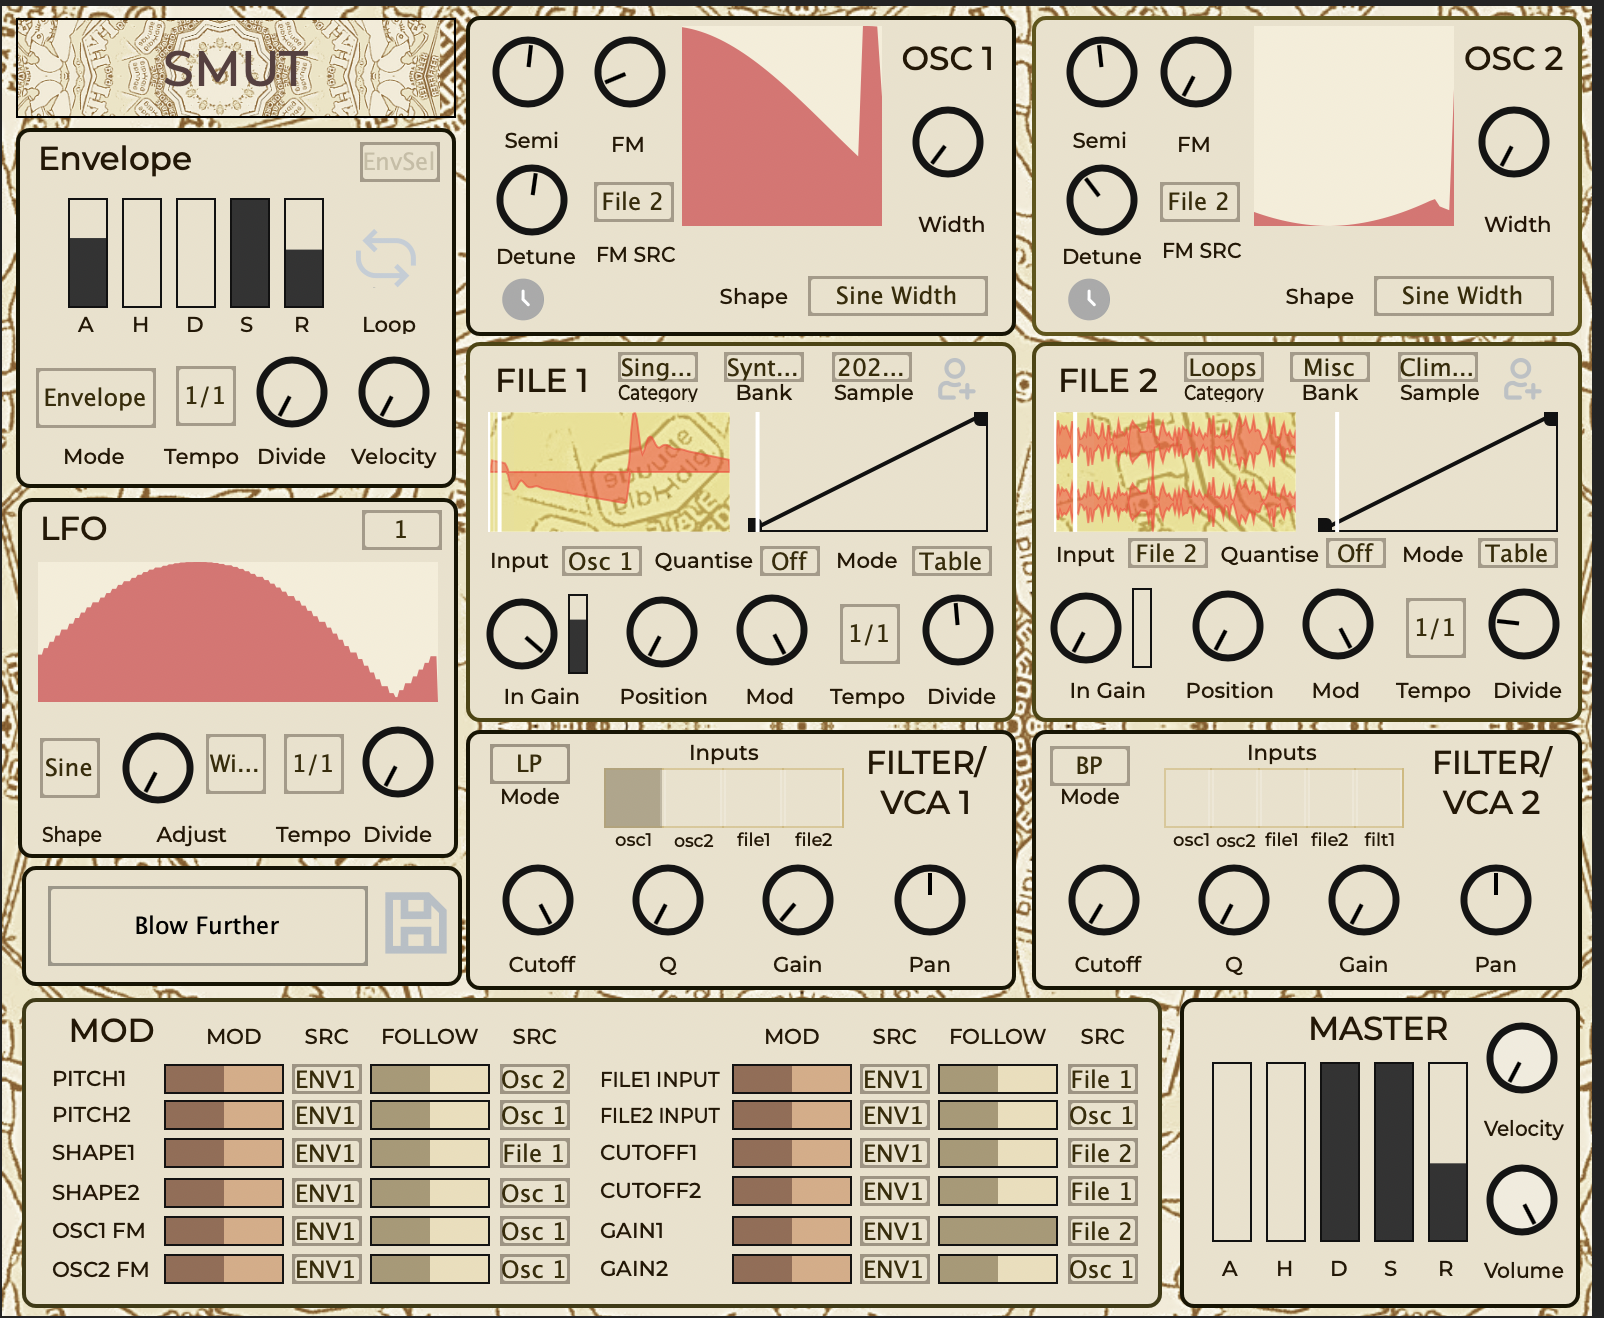 SMUT
Envelope
EnvSel
A H D S R Loop
Envelope 1/1
Mode Tempo Divide Velocity
LFO 1
Sine Wi... 1/1
Shape Adjust Tempo Divide
Blow Further
OSC 1
Semi FM
File 2
Width
Detune FM SRC
Shape Sine Width
OSC 2
Semi FM
File 2
Width
Detune FM SRC
Shape Sine Width
FILE 1 Sing... Synt... 202...
Category Bank Sample
Input Osc 1 Quantise Off Mode Table
1/1
In Gain Position Mod Tempo Divide
FILE 2 Loops Misc Clim...
Category Bank Sample
Input File 2 Quantise Off Mode Table
1/1
In Gain Position Mod Tempo Divide
LP Inputs FILTER/
Mode VCA 1
osc1 osc2 file1 file2
Cutoff Q Gain Pan
BP Inputs FILTER/
Mode VCA 2
osc1 osc2 file1 file2 filt1
Cutoff Q Gain Pan
MOD MOD SRC FOLLOW SRC MOD SRC FOLLOW SRC
PITCH1 ENV1 Osc 2 FILE1 INPUT ENV1 File 1
PITCH2 ENV1 Osc 1 FILE2 INPUT ENV1 Osc 1
SHAPE1 ENV1 File 1 CUTOFF1 ENV1 File 2
SHAPE2 ENV1 Osc 1 CUTOFF2 ENV1 File 1
OSC1 FM ENV1 Osc 1 GAIN1 ENV1 File 2
OSC2 FM ENV1 Osc 1 GAIN2 ENV1 Osc 1
MASTER
Velocity
A H D S R Volume